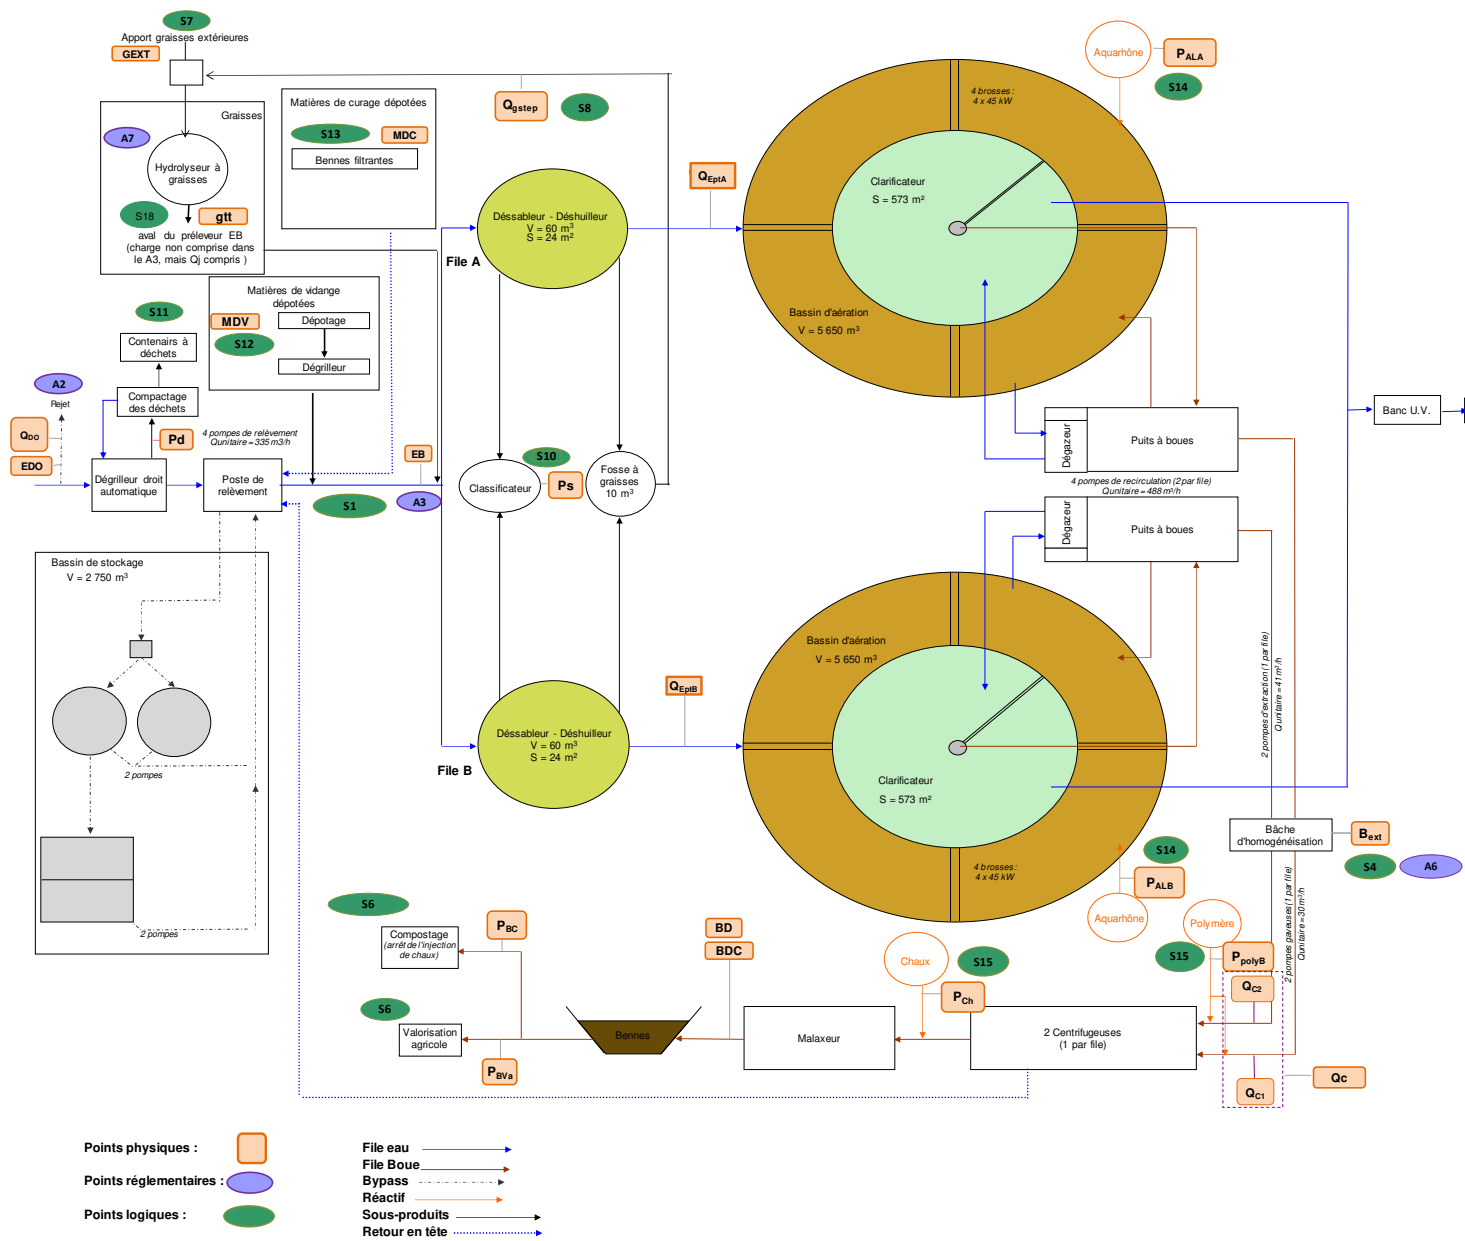 S7
Apport graisses extérieures
GEXT
Graisses
A7
Hydrolyseur à
graisses
S18
gtt
aval du préleveur EB
(charge non comprise dans
le A3, mais Qj compris )
Matières de curage dépotées
S13
MDC
Bennes filtrantes
Qgstep
S8
Matières de vidange
dépotées
MDV
S12
Dépotage
Dégrilleur
S11
Contenairs à
déchets
Compactage
des déchets
A2
Rejet
QDO
EDO
Pd
4 pompes de relèvement
Qunitaire = 335 m3/h
Dégrilleur droit
automatique
Poste de
relèvement
S1
EB
A3
File A
Déssableur - Déshuilleur
V = 60 m³
S = 24 m²
QEptA
4 brosses :
4 x 45 kW
Clarificateur
S = 573 m²
Bassin d'aération
V = 5 650 m³
Aquarhône
PALA
S14
Classificateur
S10
Ps
Fosse à
graisses
10 m³
Dégazeur
Puits à boues
4 pompes de recirculation (2 par file)
Qunitaire = 488 m³/h
Dégazeur
Puits à boues
Banc U.V.
Bassin de stockage
V = 2 750 m³
2 pompes
2 pompes
File B
Déssableur - Déshuilleur
V = 60 m³
S = 24 m²
QEptB
Bassin d'aération
V = 5 650 m³
Clarificateur
S = 573 m²
4 brosses :
4 x 45 kW
2 pompes d'extraction (1 par file)
Qunitaire = 41 m³/h
Bâche
d'homogénéisation
Bext
S4
A6
2 pompes gaveuses (1 par file)
Qunitaire = 30 m³/h
S14
PALB
Aquarhône
Polymère
S15
PpolyB
QC2
QC1
Qc
S6
Compostage
(arrêt de l'injection
de chaux)
PBC
S6
Valorisation
agricole
PBVa
BD
BDC
Bennes
Malaxeur
Chaux
S15
PCh
2 Centrifugeuses
(1 par file)
Points physiques :
Points réglementaires :
Points logiques :
File eau
File Boue
Bypass
Réactif
Sous-produits
Retour en tête